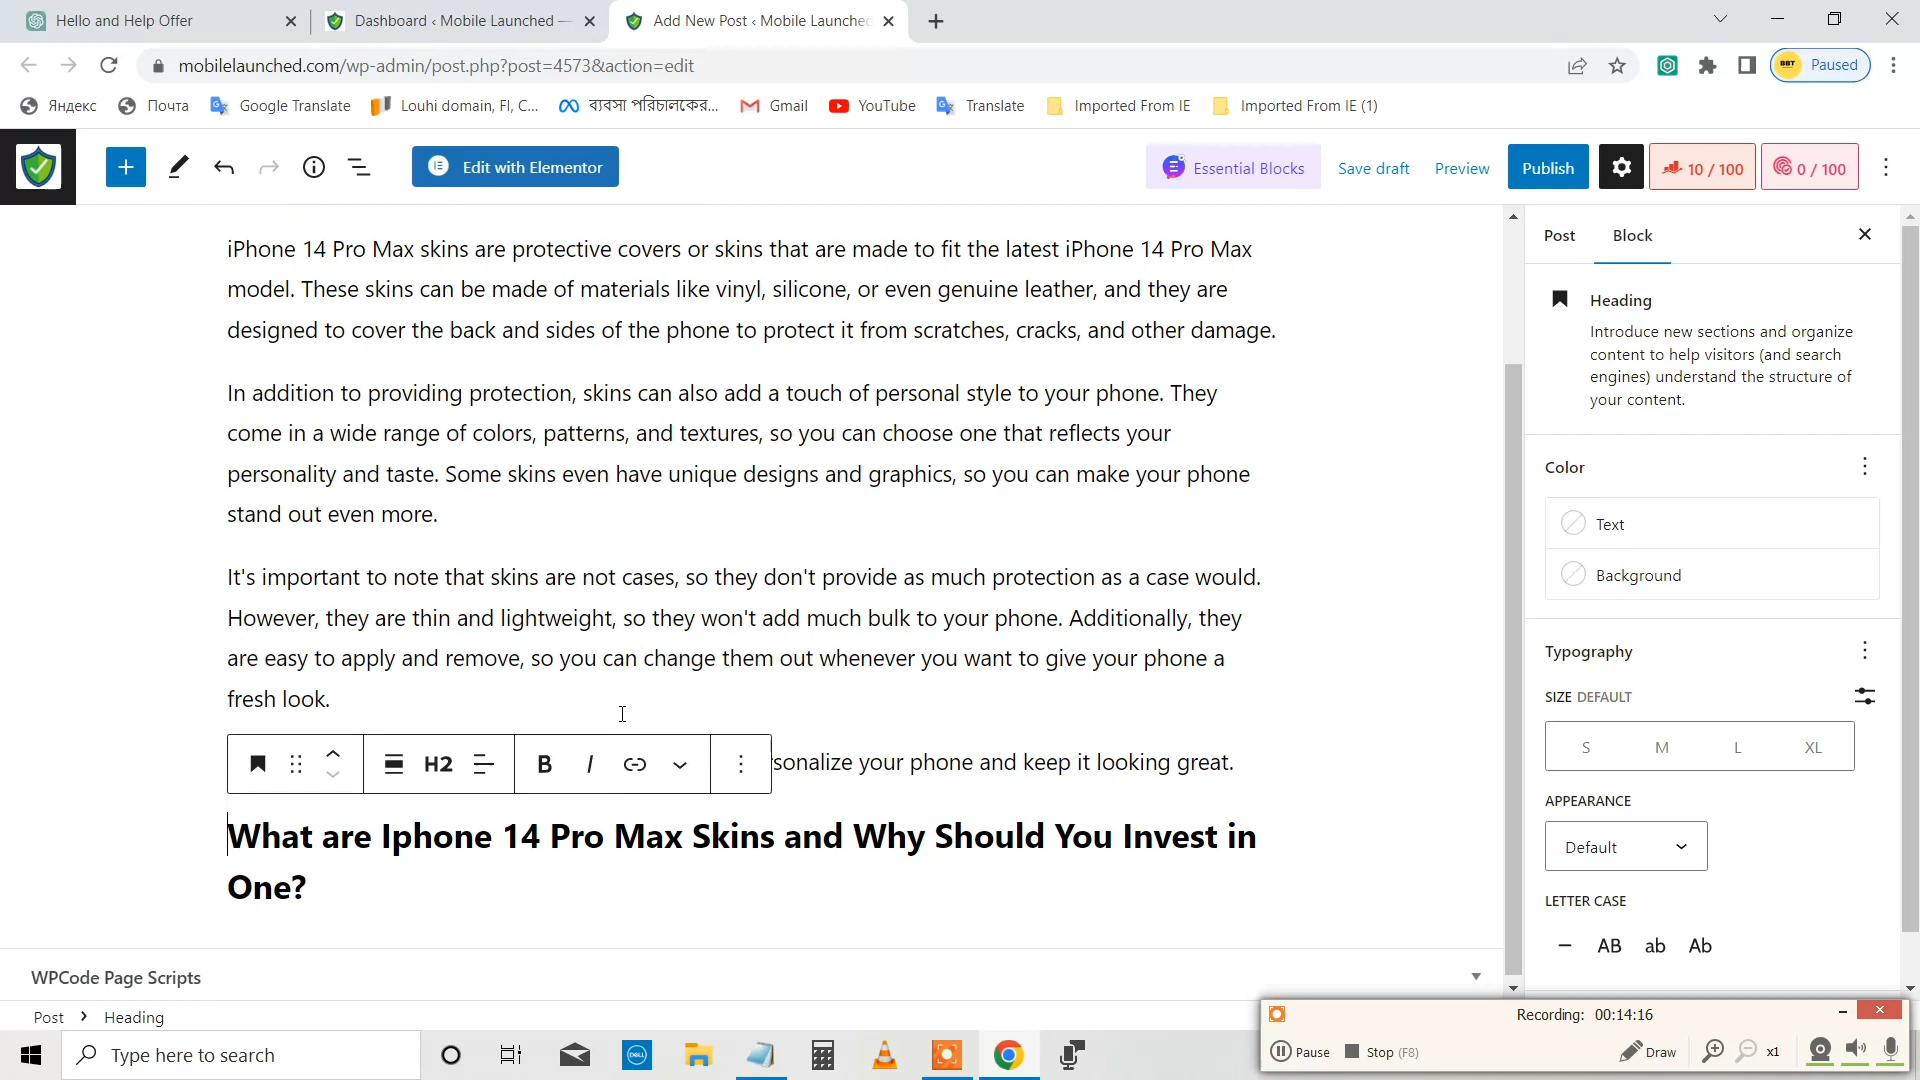 Hello and Help Offer
Dashboard ‹ Mobile Launched —
Add New Post ‹ Mobile Launched
mobilelaunched.com/wp-admin/post.php?post=4573&action=edit
BBT
Paused
Яндекс
Почта
Google Translate
Louhi domain, Fl, C...
ব্যবসা পরিচালকের...
Gmail
YouTube
Translate
Imported From IE
Imported From IE (1)
Edit with Elementor
Essential Blocks
Save draft
Preview
Publish
10 / 100
0 / 100
iPhone 14 Pro Max skins are protective covers or skins that are made to fit the latest iPhone 14 Pro Max
model. These skins can be made of materials like vinyl, silicone, or even genuine leather, and they are
designed to cover the back and sides of the phone to protect it from scratches, cracks, and other damage.
In addition to providing protection, skins can also add a touch of personal style to your phone. They
come in a wide range of colors, patterns, and textures, so you can choose one that reflects your
personality and taste. Some skins even have unique designs and graphics, so you can make your phone
stand out even more.
It's important to note that skins are not cases, so they don't provide as much protection as a case would.
However, they are thin and lightweight, so they won't add much bulk to your phone. Additionally, they
are easy to apply and remove, so you can change them out whenever you want to give your phone a
fresh look.
H2
B
I
sonalize your phone and keep it looking great.
What are Iphone 14 Pro Max Skins and Why Should You Invest in
One?
WPCode Page Scripts
Post
Heading
Post
Block
Heading
Introduce new sections and organize
content to help visitors (and search
engines) understand the structure of
your content.
Color
Text
Background
Typography
SIZE DEFAULT
S
M
L
XL
APPEARANCE
Default
LETTER CASE
–
AB
ab
Ab
Recording: 00:14:16
Pause
Stop (F8)
Draw
x1
Type here to search
DELL